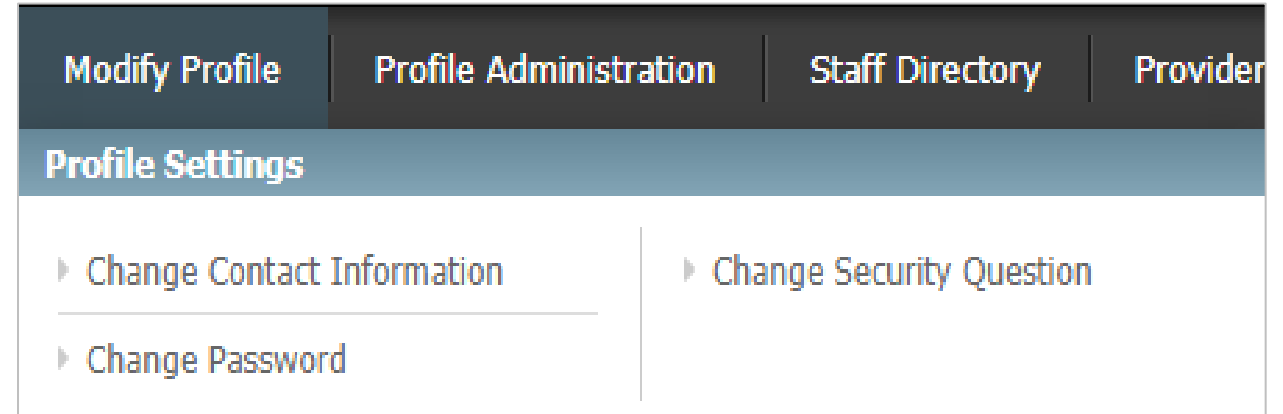 Modify Profile Profile Administration Staff Directory Provider
Profile Settings
Change Contact Information Change Security Question
Change Password